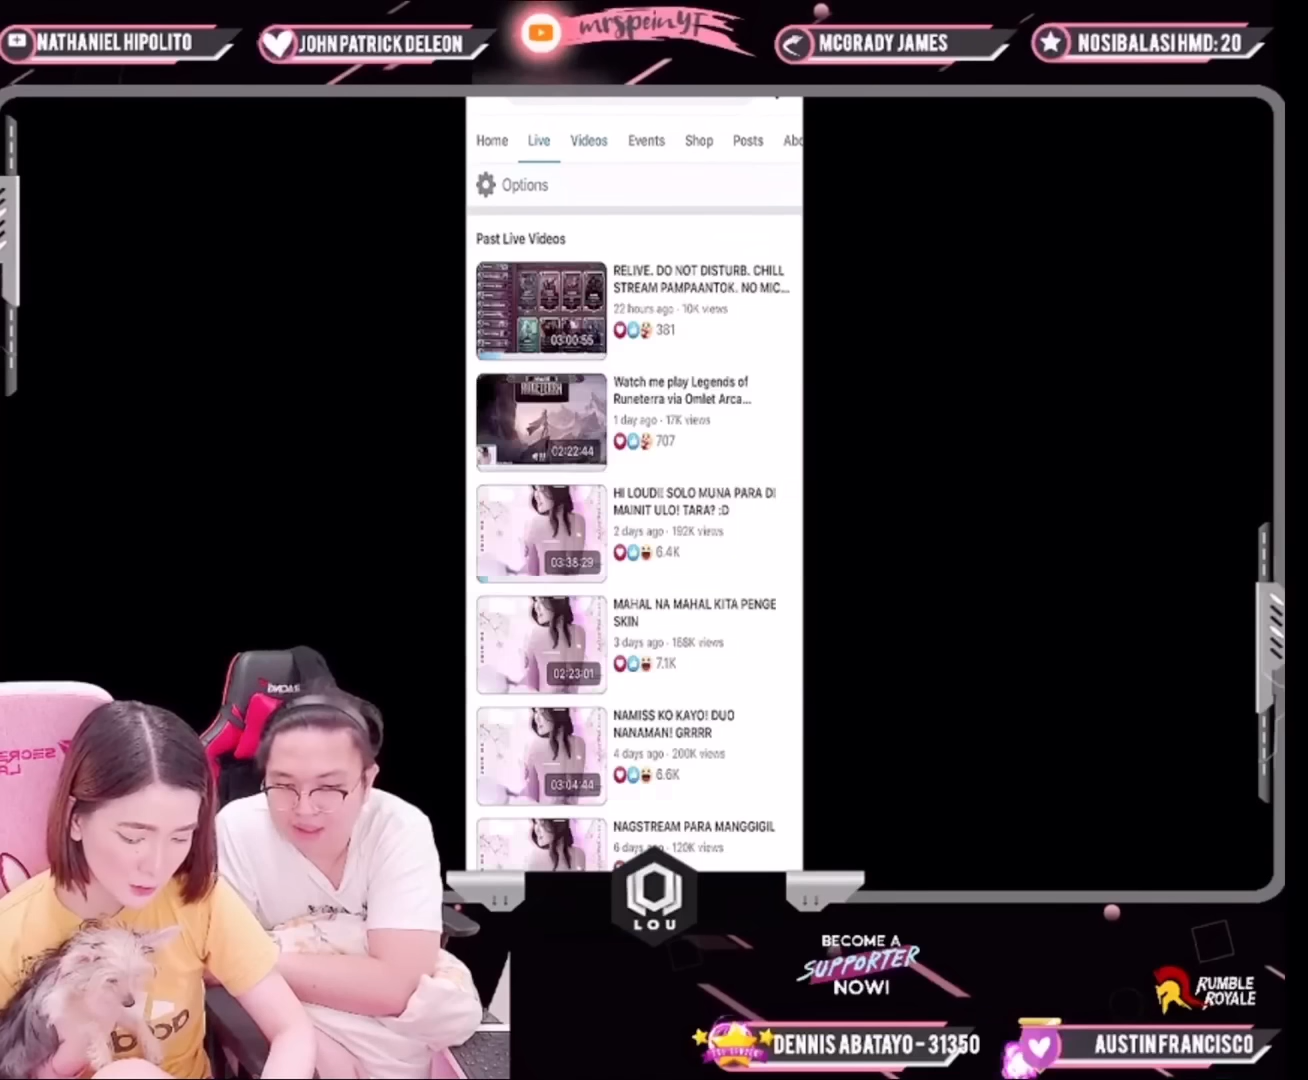 NATHANIEL HIPOLITO
JOHN PATRICK DELEON
mrspeinYT
MCGRADY JAMES
NOSIBALASI HMD: 20
Home Live Videos Events Shop Posts Abo
Options
Past Live Videos
RELIVE. DO NOT DISTURB. CHILL
STREAM PAMPAANTOK. NO MIC...
22 hours ago · 10K views
381
03:00:55
Watch me play Legends of
Runeterra via Omlet Arca...
1 day ago · 17K views
707
RUNETERRA
02:22:44
HI LOUD!! SOLO MUNA PARA DI
MAINIT ULO! TARA? :D
2 days ago · 192K views
6.4K
03:38:29
MAHAL NA MAHAL KITA PENGE
SKIN
3 days ago · 168K views
7.1K
02:23:01
NAMISS KO KAYO! DUO
NANAMAN! GRRRR
4 days ago · 200K views
6.6K
03:04:44
NAGSTREAM PARA MANGGIGIL
6 days ago · 120K views
LOU
BECOME A
SUPPORTER
NOW!
RUMBLE
ROYALE
DENNIS ABATAYO - 31350
AUSTIN FRANCISCO